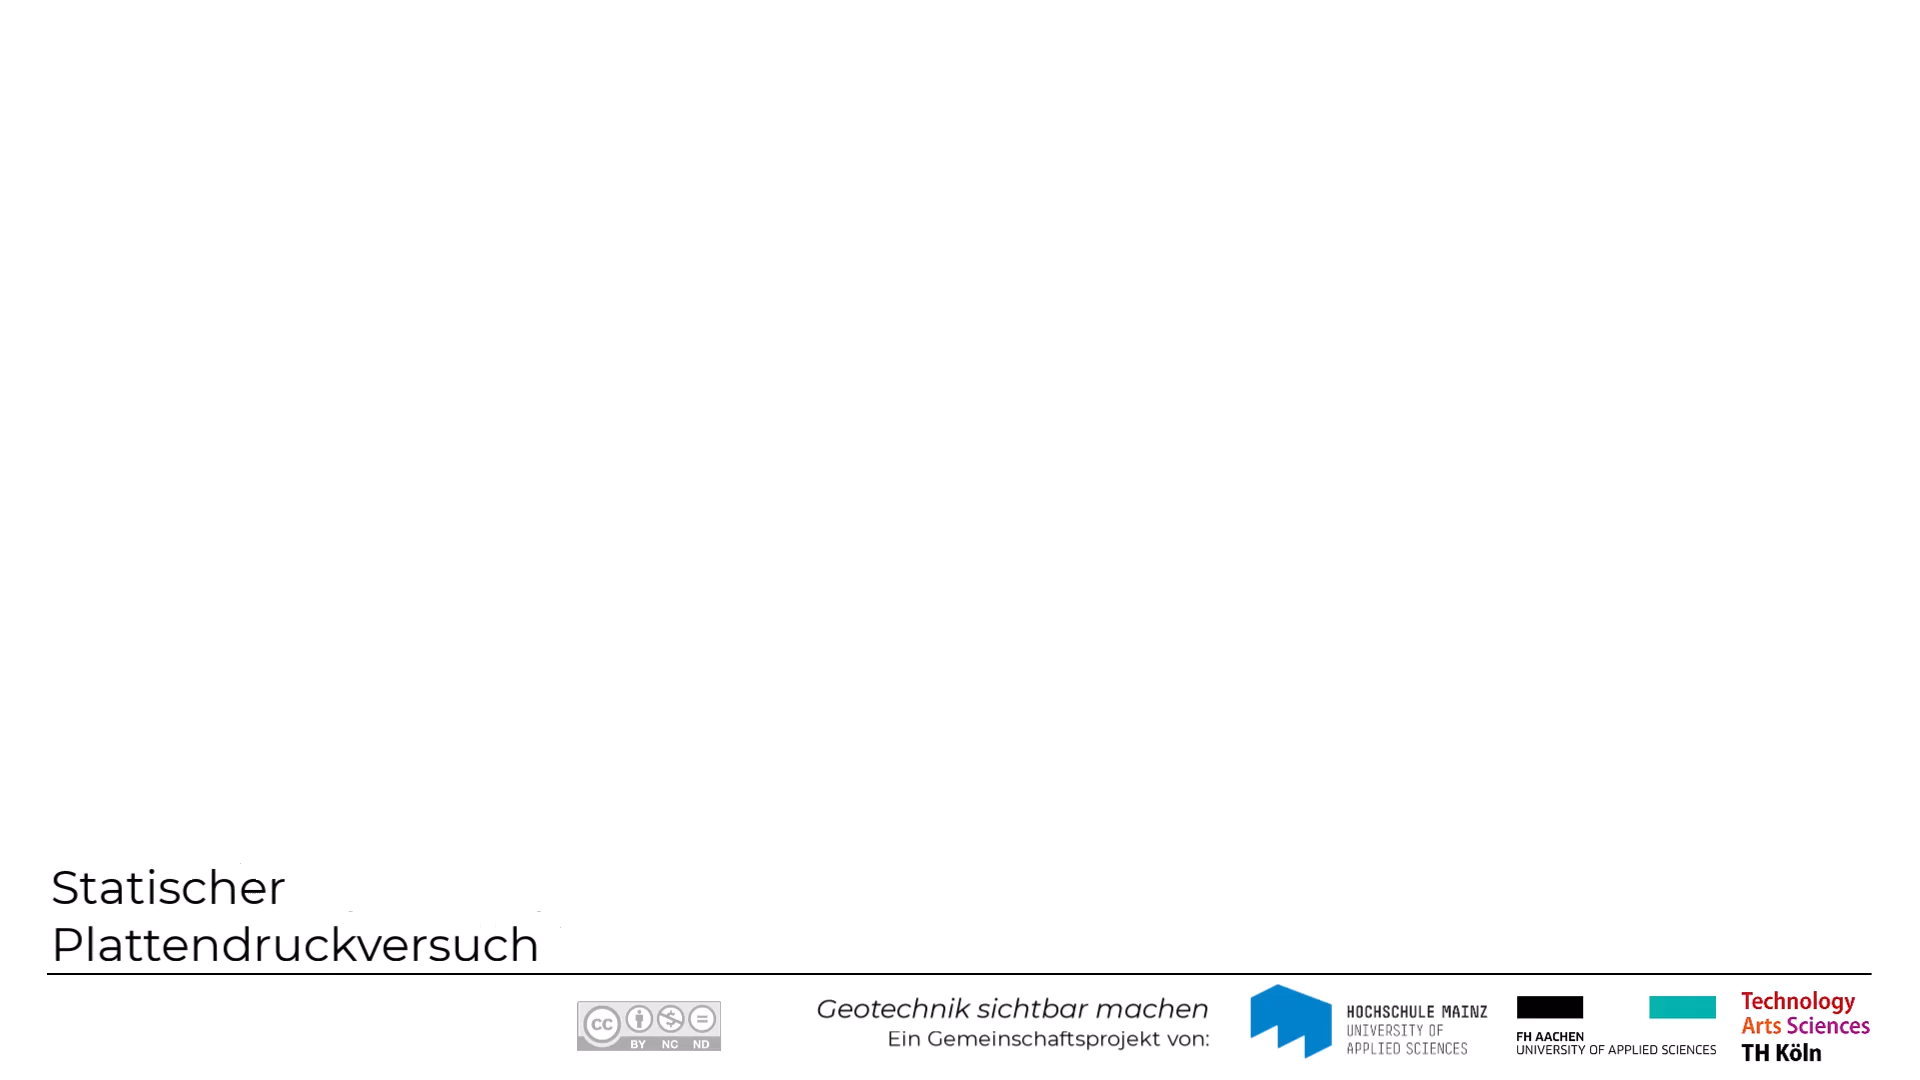 Statischer
Plattendruckversuch
Geotechnik sichtbar machen
Ein Gemeinschaftsprojekt von:
cc BY NC ND
HOCHSCHULE MAINZ
UNIVERSITY OF
APPLIED SCIENCES
FH AACHEN
UNIVERSITY OF APPLIED SCIENCES
Technology
Arts Sciences
TH Köln